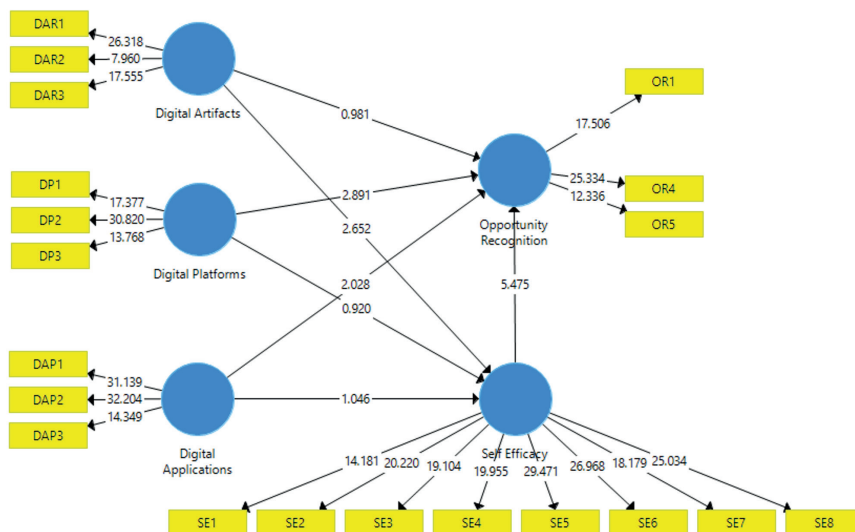 DAR1
26.318
DAR2
7.960
DAR3
17.555
Digital Artifacts
0.981
OR1
17.506
DP1
17.377
DP2
30.820
DP3
13.768
Digital Platforms
2.891
2.652
25.334
OR4
12.336
OR5
Opportunity
Recognition
2.028
0.920
5.475
DAP1
31.139
DAP2
32.204
DAP3
14.349
Digital
Applications
1.046
Self Efficacy
14.181
20.220
19.104
19.955
29.471
26.968
18.179
25.034
SE1
SE2
SE3
SE4
SE5
SE6
SE7
SE8